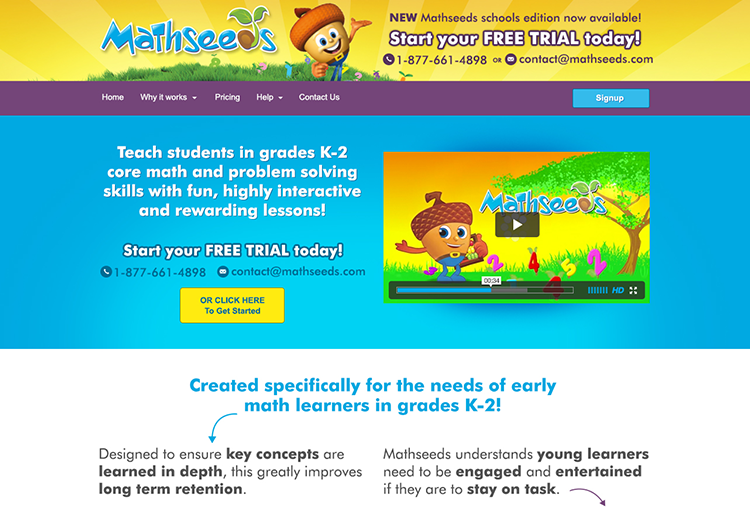 Mathseeds
NEW Mathseeds schools edition now available!
Start your FREE TRIAL today!
1-877-661-4898 OR contact@mathseeds.com
Home Why it works Pricing Help Contact Us Signup
Teach students in grades K-2
core math and problem solving
skills with fun, highly interactive
and rewarding lessons!
Start your FREE TRIAL today!
1-877-661-4898 contact@mathseeds.com
OR CLICK HERE
To Get Started
Mathseeds
2 4 5 2
00:34
HD
Created specifically for the needs of early
math learners in grades K-2!
Designed to ensure key concepts are
learned in depth, this greatly improves
long term retention.
Mathseeds understands young learners
need to be engaged and entertained
if they are to stay on task.